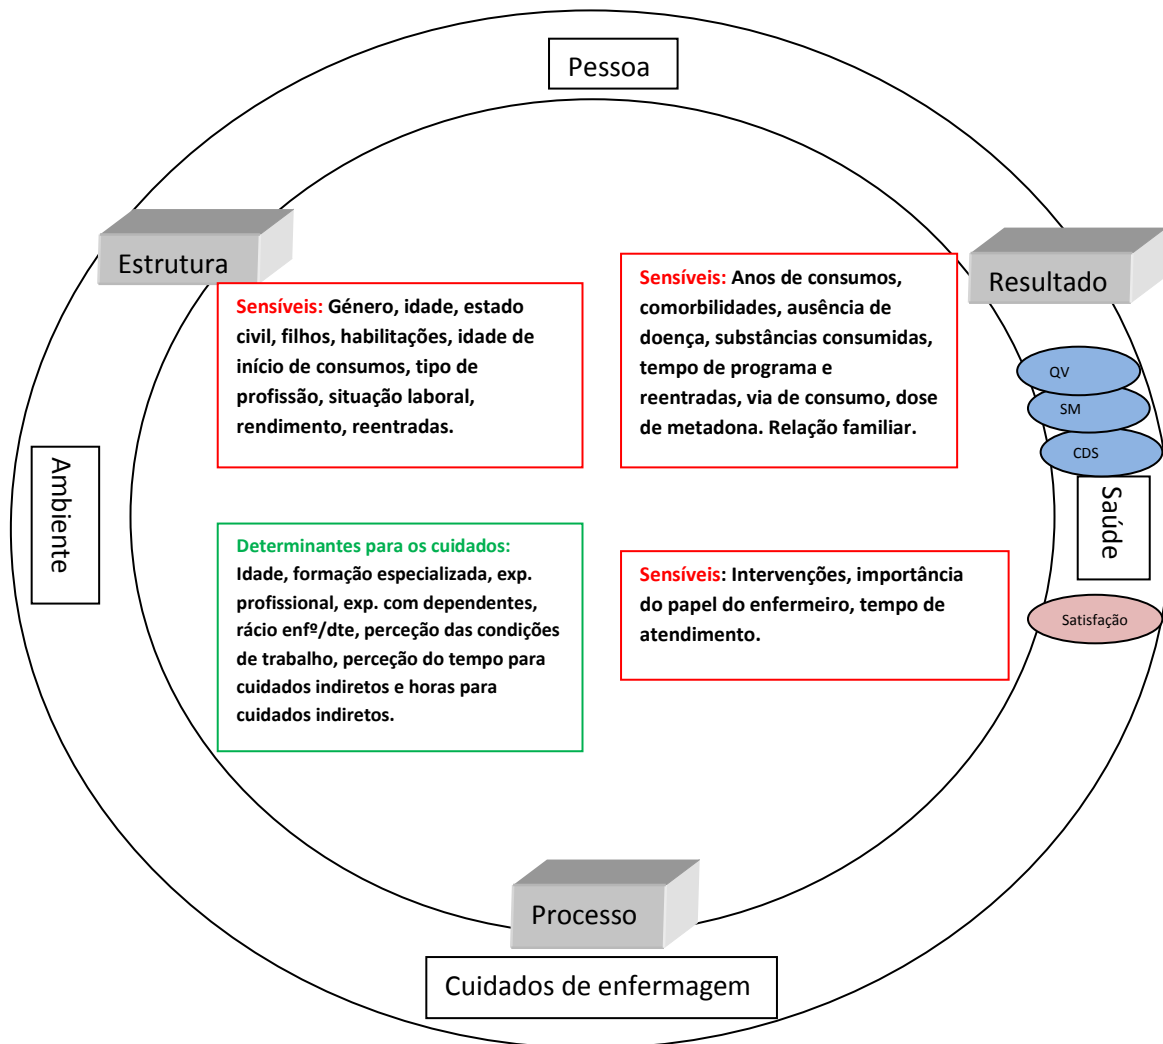 Pessoa
Estrutura
Resultado
Sensíveis: Género, idade, estado
civil, filhos, habilitações, idade de
início de consumos, tipo de
profissão, situação laboral,
rendimento, reentradas.
Sensíveis: Anos de consumos,
comorbilidades, ausência de
doença, substâncias consumidas,
tempo de programa e
reentradas, via de consumo, dose
de metadona. Relação familiar.
QV
SM
CDS
Ambiente
Saúde
Determinantes para os cuidados:
Idade, formação especializada, exp.
profissional, exp. com dependentes,
rácio enfº/dte, perceção das condições
de trabalho, perceção do tempo para
cuidados indiretos e horas para
cuidados indiretos.
Sensíveis: Intervenções, importância
do papel do enfermeiro, tempo de
atendimento.
Satisfação
Processo
Cuidados de enfermagem